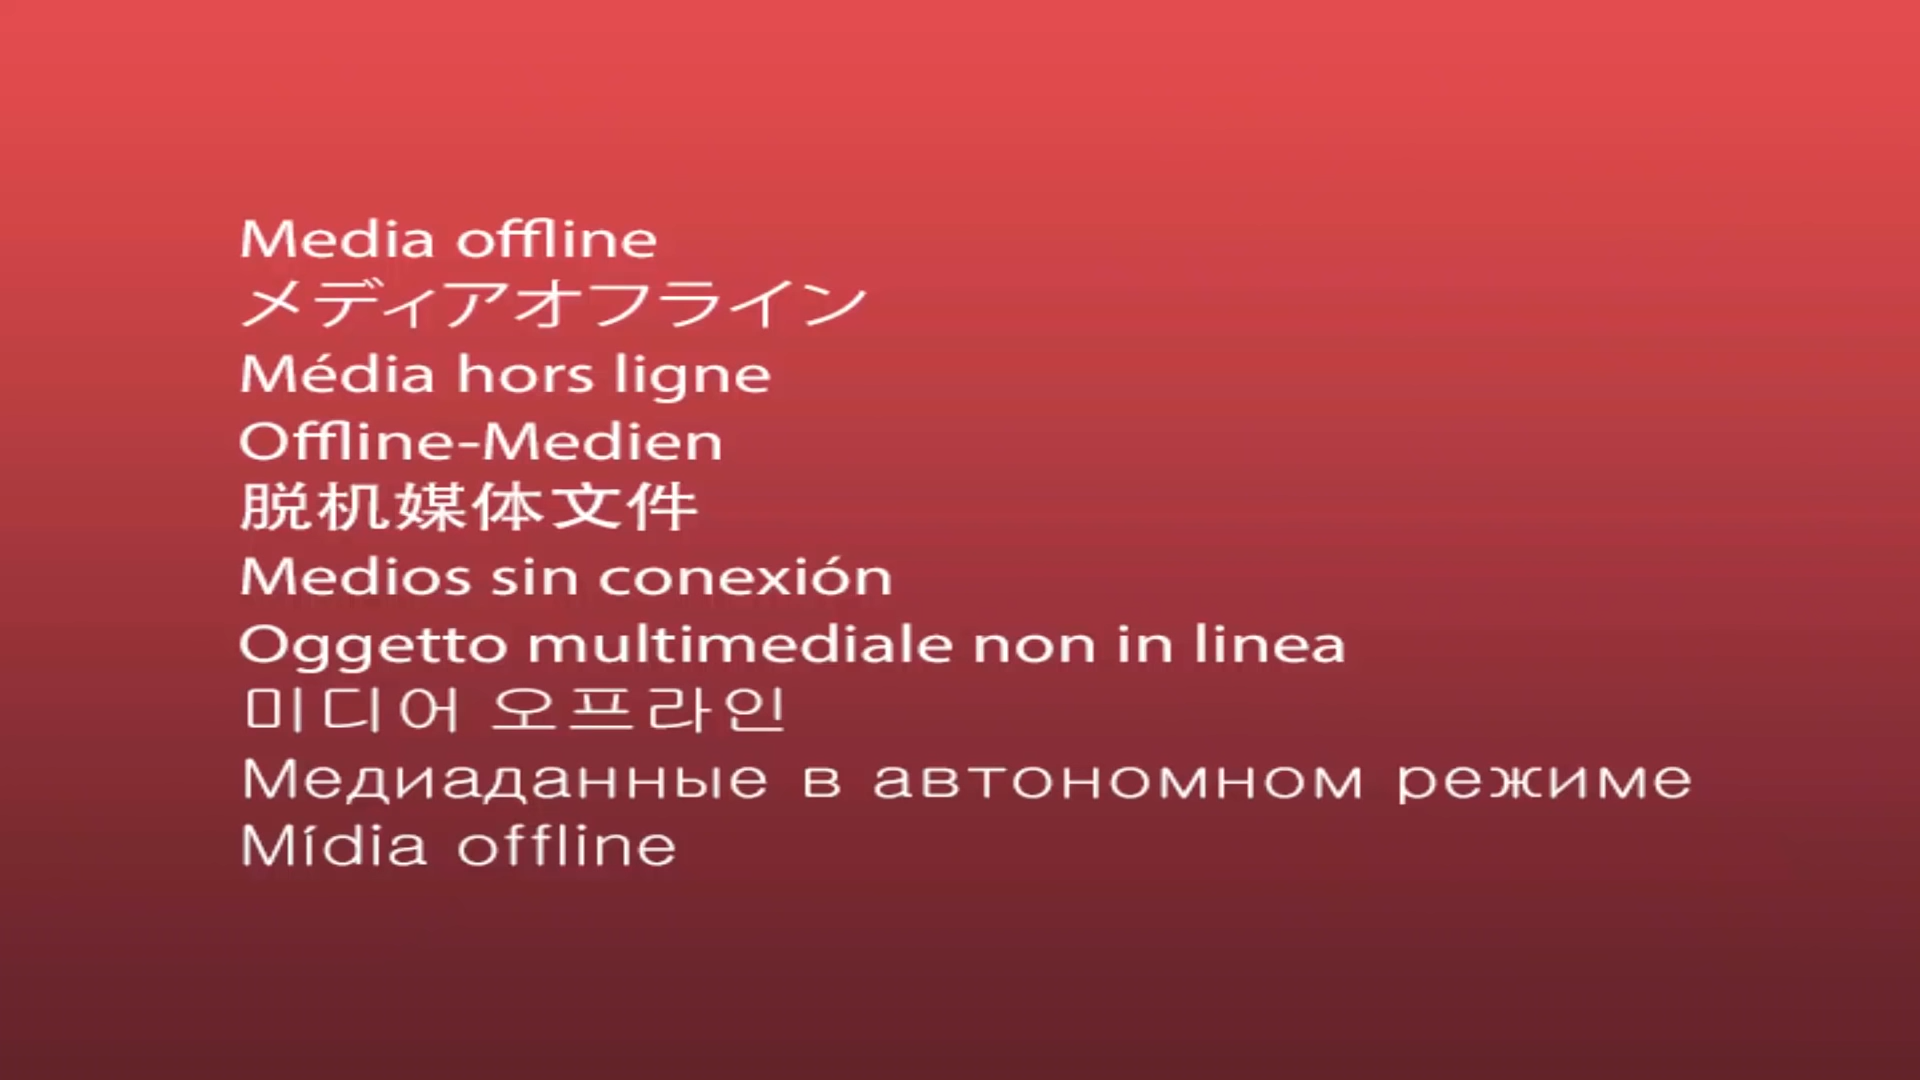 Media offline
メディアオフライン
Média hors ligne
Offline-Medien
脱机媒体文件
Medios sin conexión
Oggetto multimediale non in linea
미디어 오프라인
Медиаданные в автономном режиме
Mídia offline